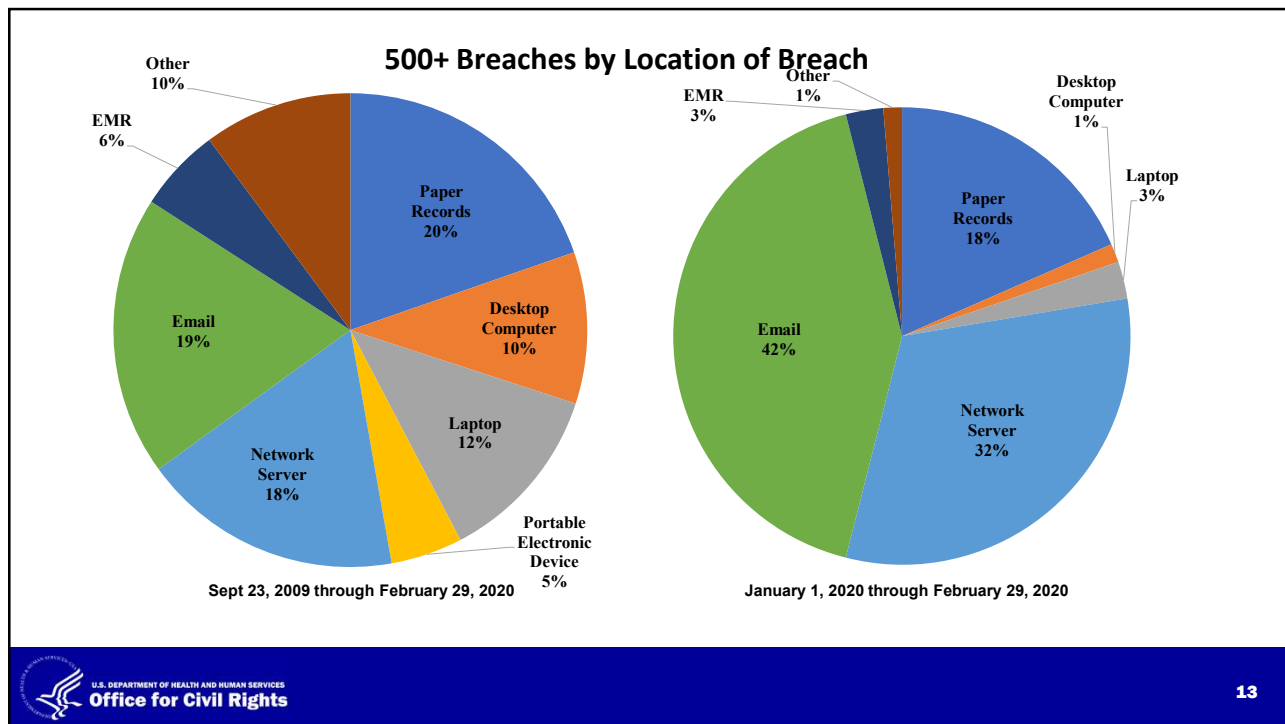 500+ Breaches by Location of Breach
Other
10%
EMR
6%
Paper
Records
20%
Desktop
Computer
10%
Laptop
12%
Portable
Electronic
Device
5%
Network
Server
18%
Email
19%
Sept 23, 2009 through February 29, 2020
Other
1%
EMR
3%
Desktop
Computer
1%
Laptop
3%
Paper
Records
18%
Network
Server
32%
Email
42%
January 1, 2020 through February 29, 2020
U.S. DEPARTMENT OF HEALTH AND HUMAN SERVICES
Office for Civil Rights
13